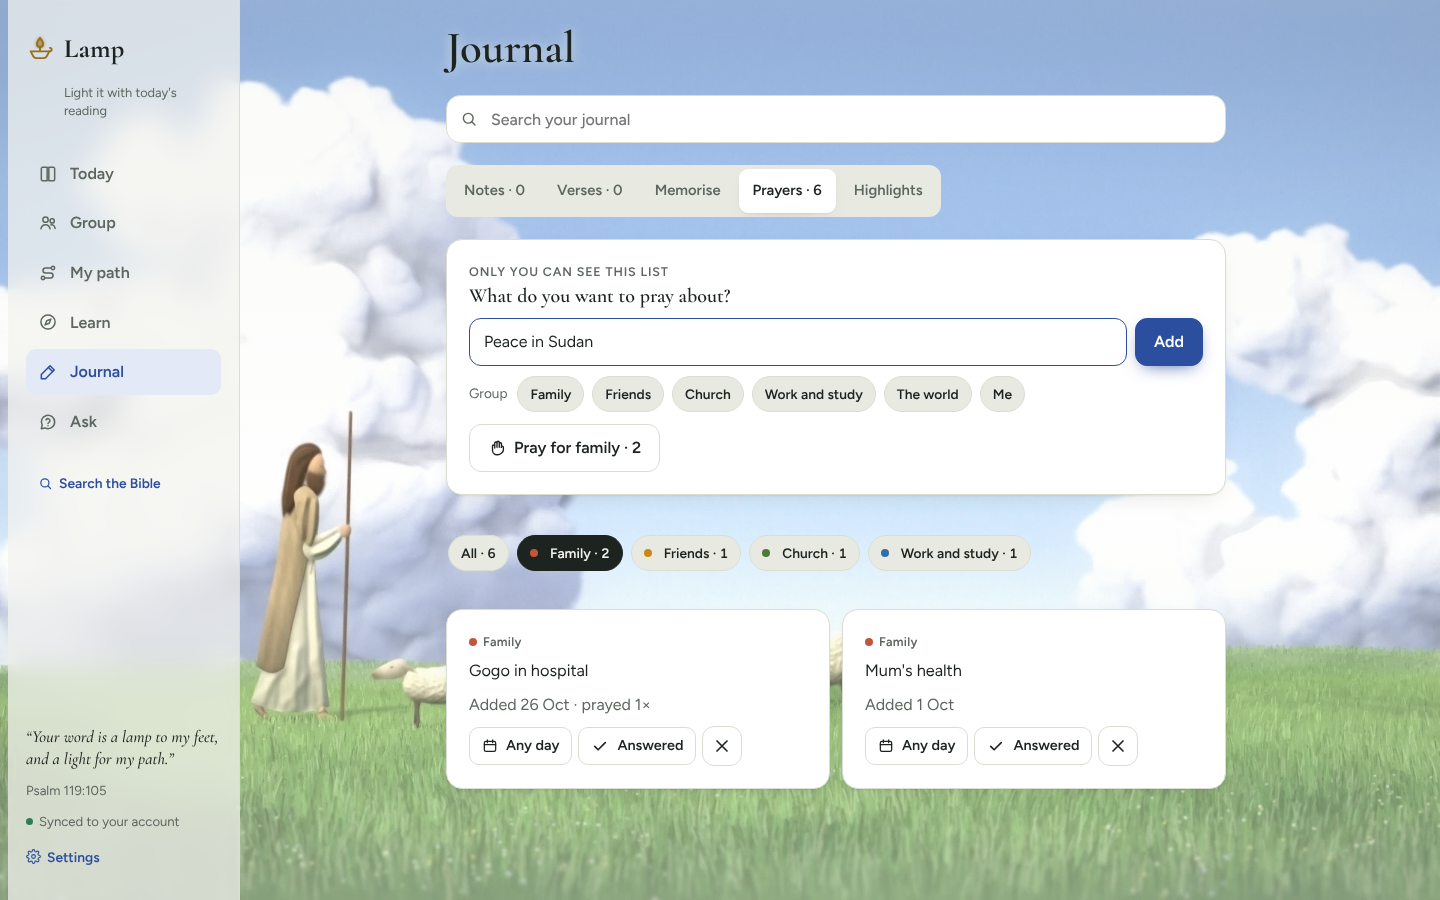 Lamp
Light it with today's
reading
Today
Group
My path
Learn
Journal
Ask
Search the Bible
“Your word is a lamp to my feet,
and a light for my path.”
Psalm 119:105
Synced to your account
Settings
Journal
Search your journal
Notes · 0 Verses · 0 Memorise Prayers · 6 Highlights
ONLY YOU CAN SEE THIS LIST
What do you want to pray about?
Peace in Sudan Add
Group Family Friends Church Work and study The world Me
Pray for family · 2
All · 6 Family · 2 Friends · 1 Church · 1 Work and study · 1
Family
Gogo in hospital
Added 26 Oct · prayed 1×
Any day Answered
Family
Mum's health
Added 1 Oct
Any day Answered